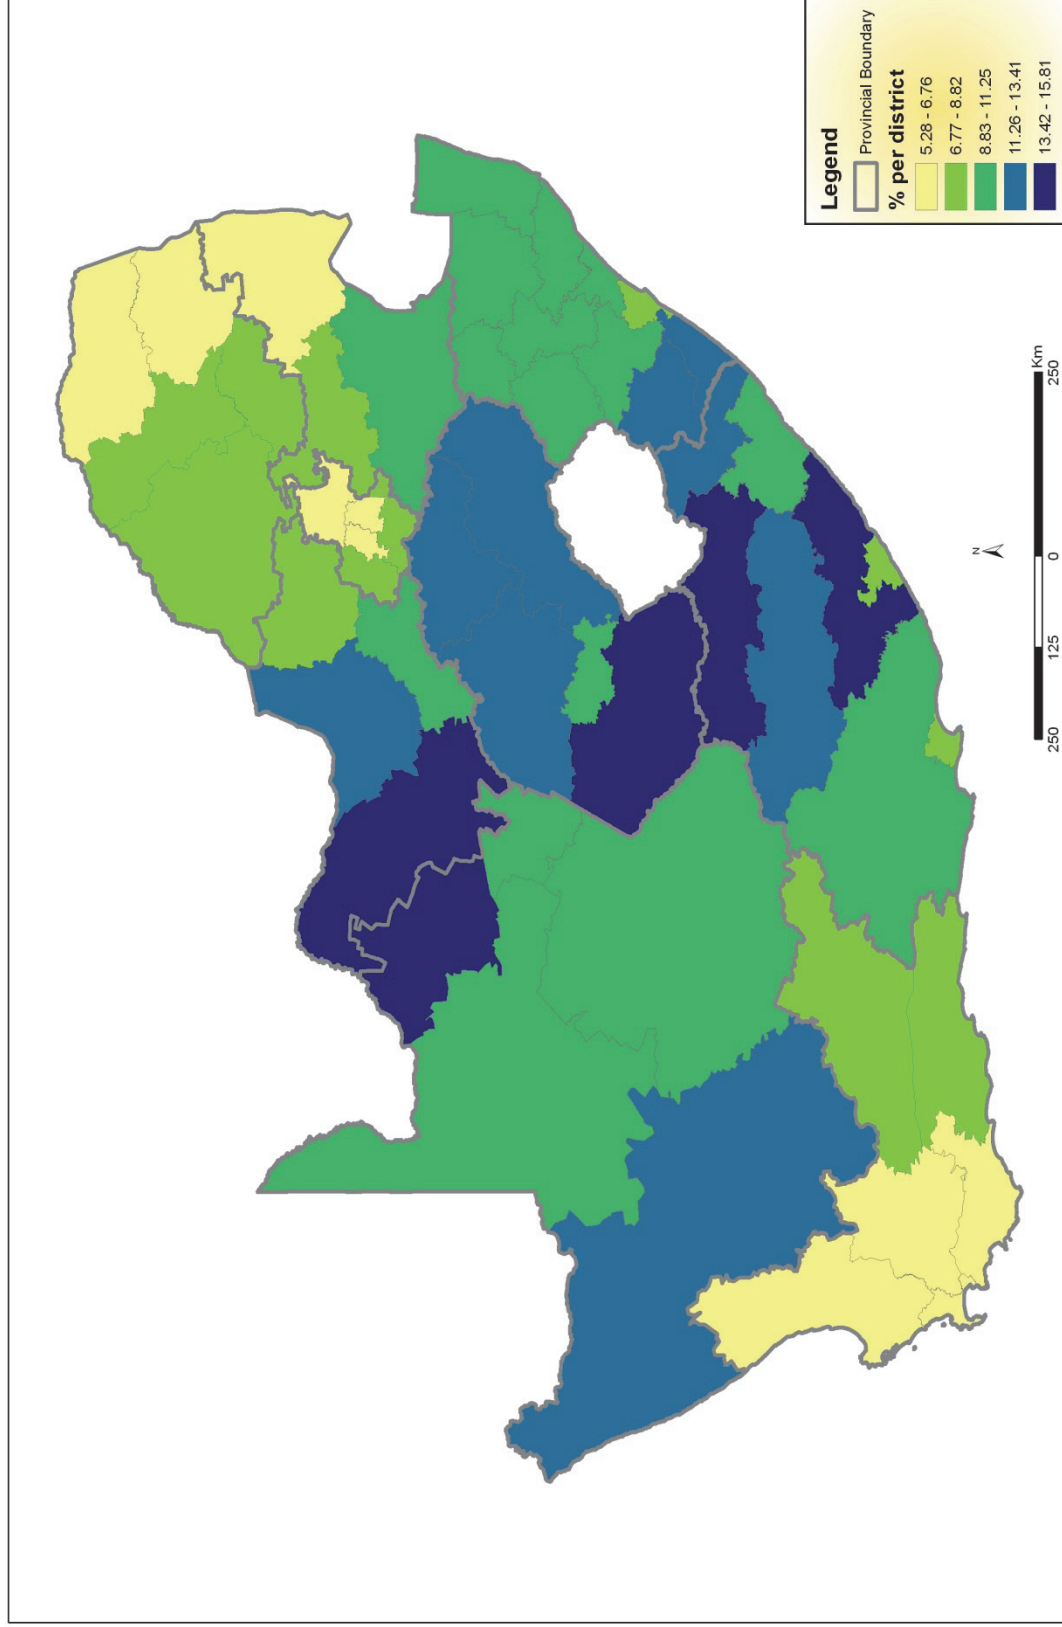 Legend
Provincial Boundary
% per district
5.28 - 6.76
6.77 - 8.82
8.83 - 11.25
11.26 - 13.41
13.42 - 15.81
N
250
125
0
250
Km